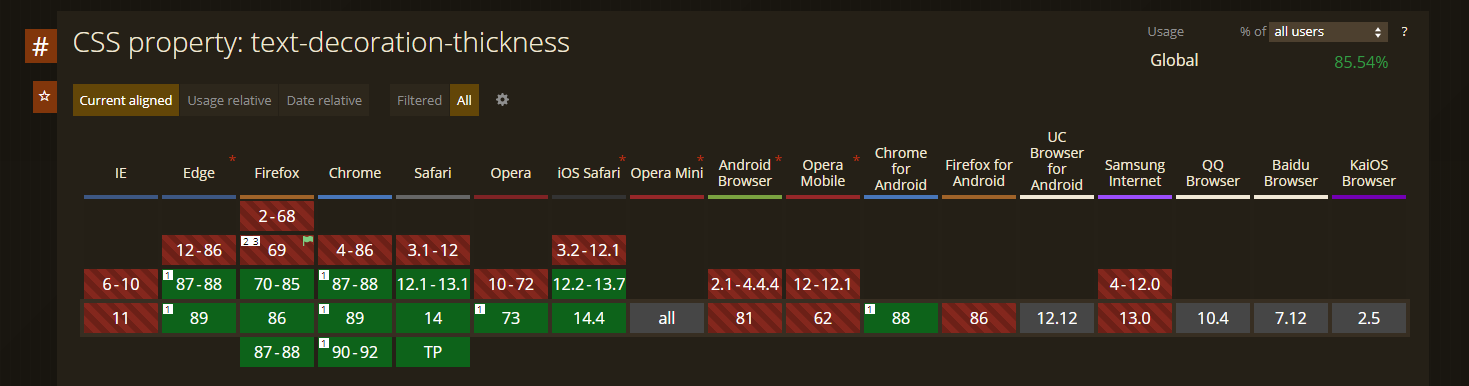 # CSS property: text-decoration-thickness
Usage % of all users ?
Global 85.54%
☆
Current aligned Usage relative Date relative Filtered All
IE Edge * Firefox Chrome Safari Opera iOS Safari * Opera Mini * Android Browser * Opera Mobile * Chrome for Android Firefox for Android UC Browser for Android Samsung Internet QQ Browser Baidu Browser KaiOS Browser
2-68
12-86 2 3 69 4-86 3.1-12 3.2-12.1
6-10 1 87-88 70-85 1 87-88 12.1-13.1 10-72 12.2-13.7 2.1-4.4.4 12-12.1 4-12.0
11 1 89 86 1 89 14 1 73 14.4 all 81 62 1 88 86 12.12 13.0 10.4 7.12 2.5
87-88 1 90-92 TP